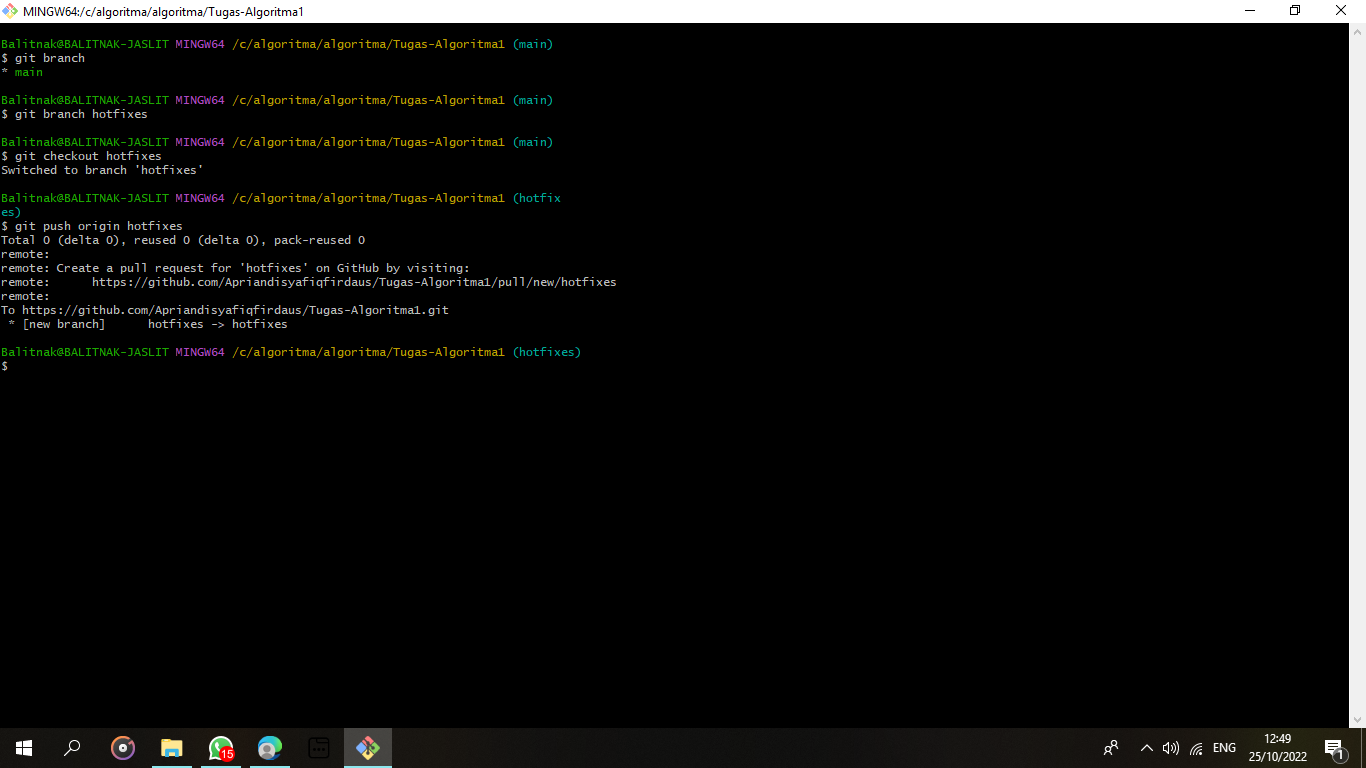 MINGW64:/c/algoritma/algoritma/Tugas-Algoritma1
Balitnak@BALITNAK-JASLIT MINGW64 /c/algoritma/algoritma/Tugas-Algoritma1 (main)
$ git branch
* main
Balitnak@BALITNAK-JASLIT MINGW64 /c/algoritma/algoritma/Tugas-Algoritma1 (main)
$ git branch hotfixes
Balitnak@BALITNAK-JASLIT MINGW64 /c/algoritma/algoritma/Tugas-Algoritma1 (main)
$ git checkout hotfixes
Switched to branch 'hotfixes'
Balitnak@BALITNAK-JASLIT MINGW64 /c/algoritma/algoritma/Tugas-Algoritma1 (hotfix
es)
$ git push origin hotfixes
Total 0 (delta 0), reused 0 (delta 0), pack-reused 0
remote:
remote: Create a pull request for 'hotfixes' on GitHub by visiting:
remote:      https://github.com/Apriandisyafiqfirdaus/Tugas-Algoritma1/pull/new/hotfixes
remote:
To https://github.com/Apriandisyafiqfirdaus/Tugas-Algoritma1.git
 * [new branch]      hotfixes -> hotfixes
Balitnak@BALITNAK-JASLIT MINGW64 /c/algoritma/algoritma/Tugas-Algoritma1 (hotfixes)
$
15
ENG
12:49
25/10/2022
1